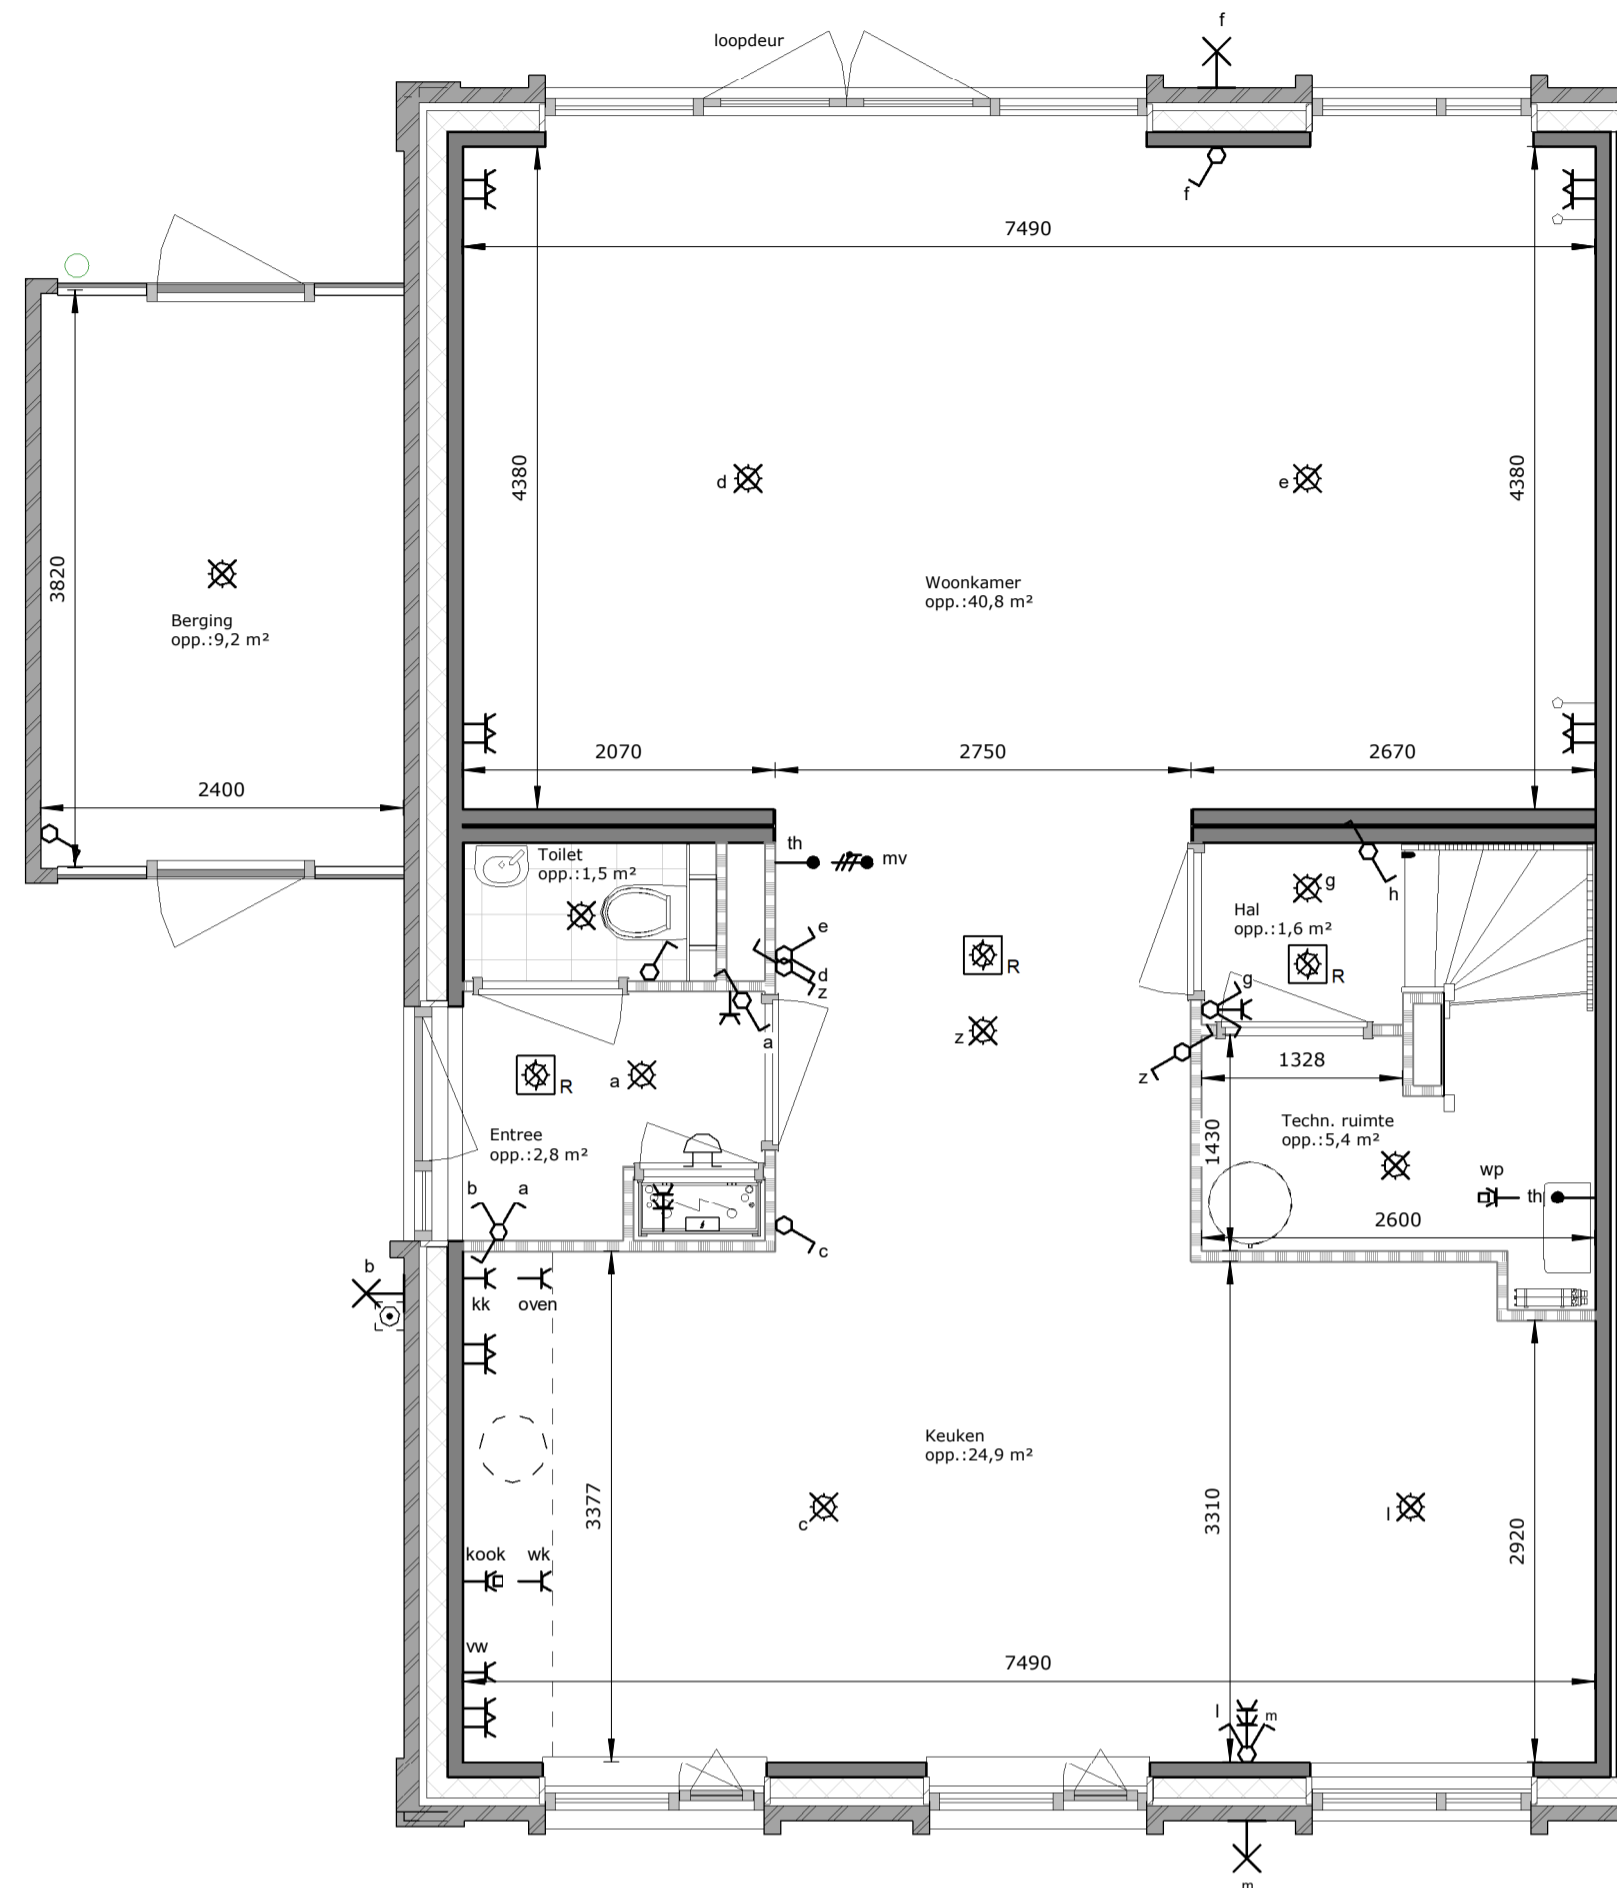 f
loopdeur
f
7490
4380
4380
d
e
3820
Woonkamer
opp.:40,8 m²
Berging
opp.:9,2 m²
2070
2750
2670
2400
Toilet
opp.:1,5 m²
th
mv
g
h
Hal
opp.:1,6 m²
e
d
z
R
R
g
a
z
z
1328
R
a
Techn. ruimte
opp.:5,4 m²
Entree
opp.:2,8 m²
1430
wp
th
b
a
2600
c
b
kk
oven
Keuken
opp.:24,9 m²
3377
3310
2920
c
l
kook
wk
vw
7490
l
m
m